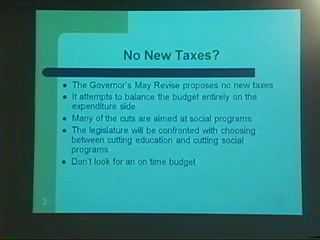 No New Taxes?
The Governor's May Revise proposes no new taxes
It attempts to balance the budget entirely on the
expenditure side
Many of the cuts are aimed at social programs
The legislature will be confronted with choosing
between cutting education and cutting social
programs
Don't look for an on time budget
3